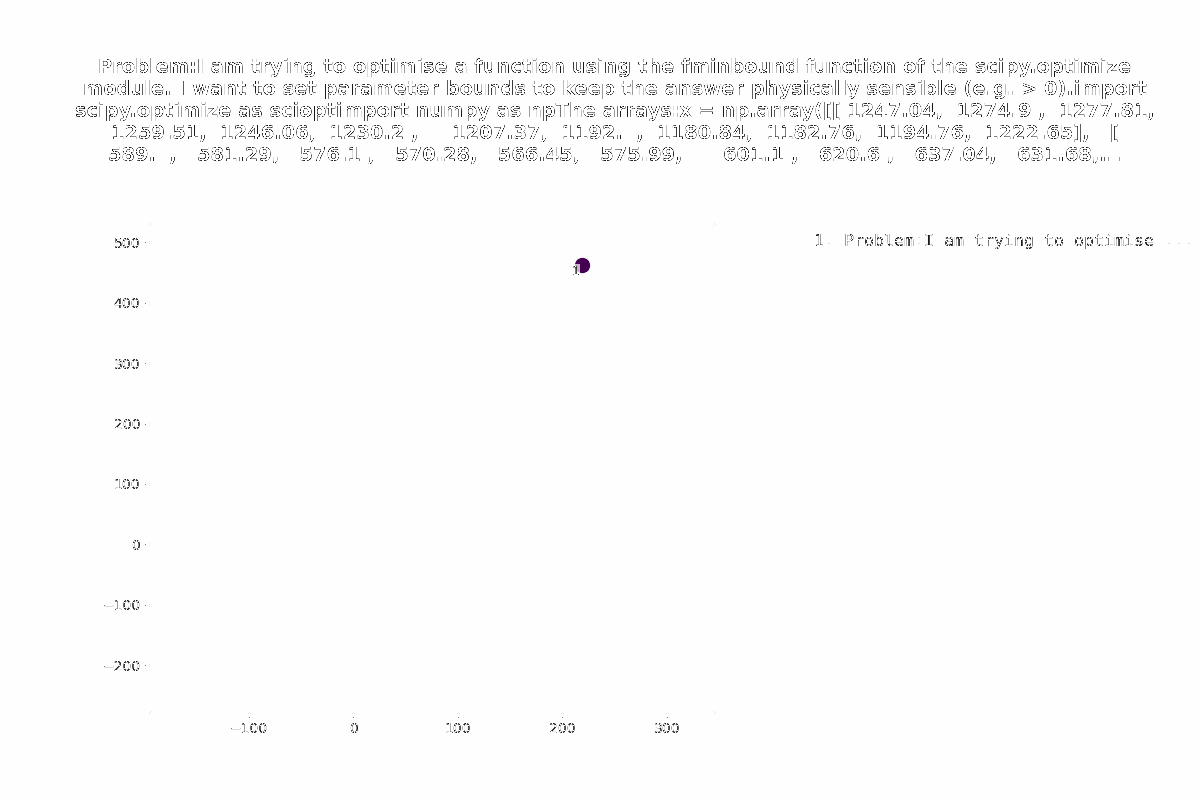 Problem:I am trying to optimise a function using the fminbound function of the scipy.optimize
module. I want to set parameter bounds to keep the answer physically sensible (e.g. > 0).import
scipy.optimize as scioptimport numpy as npThe arrays:x = np.array([[ 1247.04,  1274.9 ,  1277.81,
1259.51,  1246.06,  1230.2 ,     1207.37,  1192.  ,  1180.84,  1182.76,  1194.76,  1222.65],   [
589.  ,   581.29,   576.1 ,   570.28,   566.45,   575.99,      601.1 ,   620.6 ,   637.04,   631.68,...
500
1. Problem:I am trying to optimise ...
1
400
300
200
100
0
−100
−200
−100 0 100 200 300